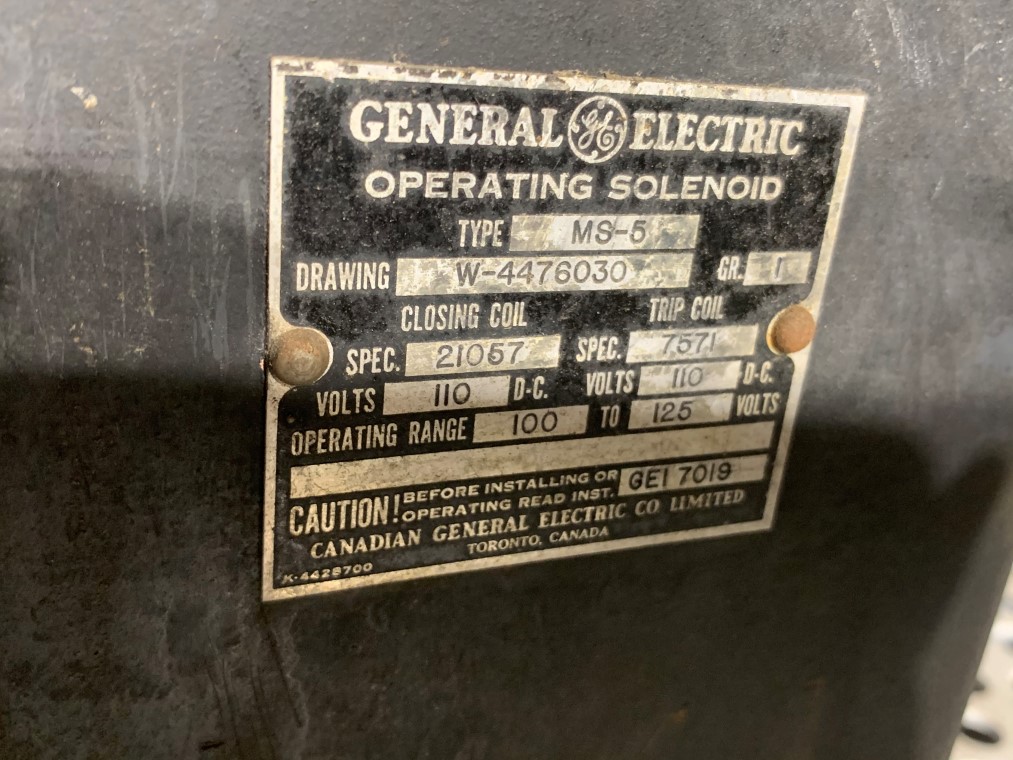 GENERAL GE ELECTRIC
OPERATING SOLENOID
TYPE MS-5
DRAWING W-4476030 GR. 1
CLOSING COIL TRIP COIL
SPEC. 21057 SPEC. 7571
VOLTS 110 D-C. VOLTS 110 D-C.
OPERATING RANGE 100 TO 125 VOLTS
CAUTION! BEFORE INSTALLING OR
OPERATING READ INST. GEI 7019
CANADIAN GENERAL ELECTRIC CO LIMITED
TORONTO, CANADA
K-4428700